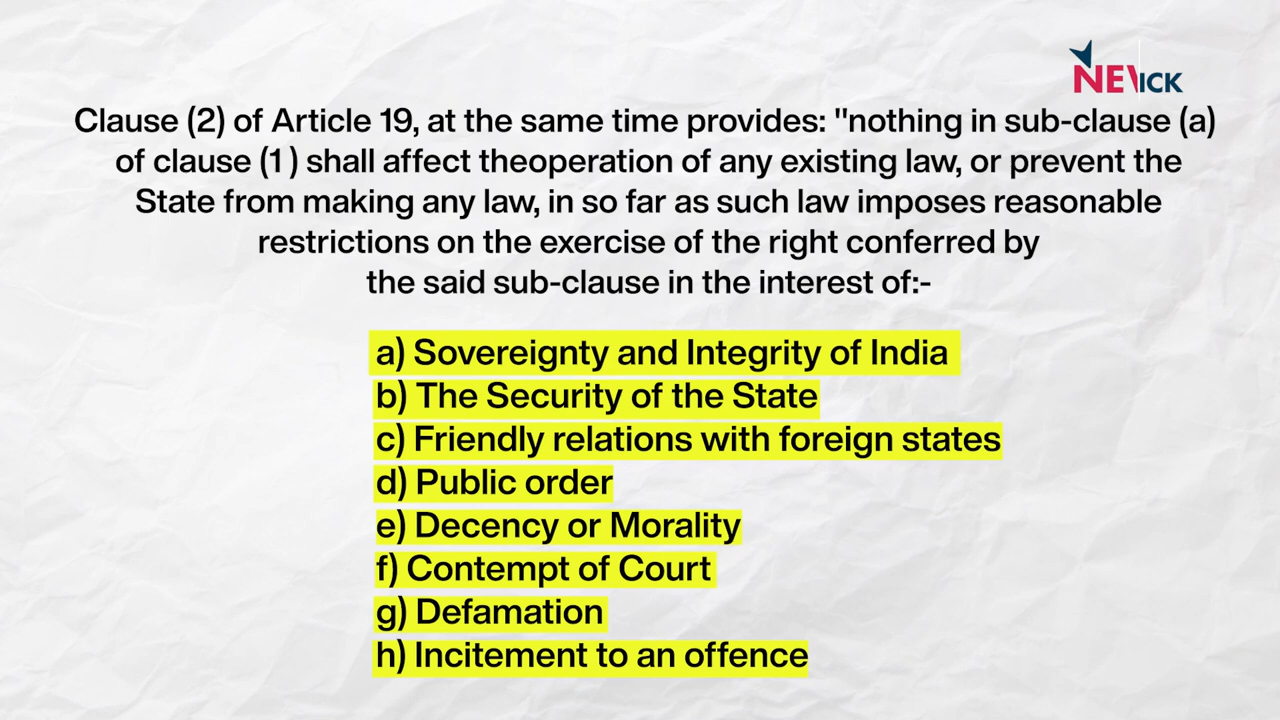 NE ICK
Clause (2) of Article 19, at the same time provides: "nothing in sub-clause (a)
of clause (1) shall affect theoperation of any existing law, or prevent the
State from making any law, in so far as such law imposes reasonable
restrictions on the exercise of the right conferred by
the said sub-clause in the interest of:-
a) Sovereignty and Integrity of India
b) The Security of the State
c) Friendly relations with foreign states
d) Public order
e) Decency or Morality
f) Contempt of Court
g) Defamation
h) Incitement to an offence